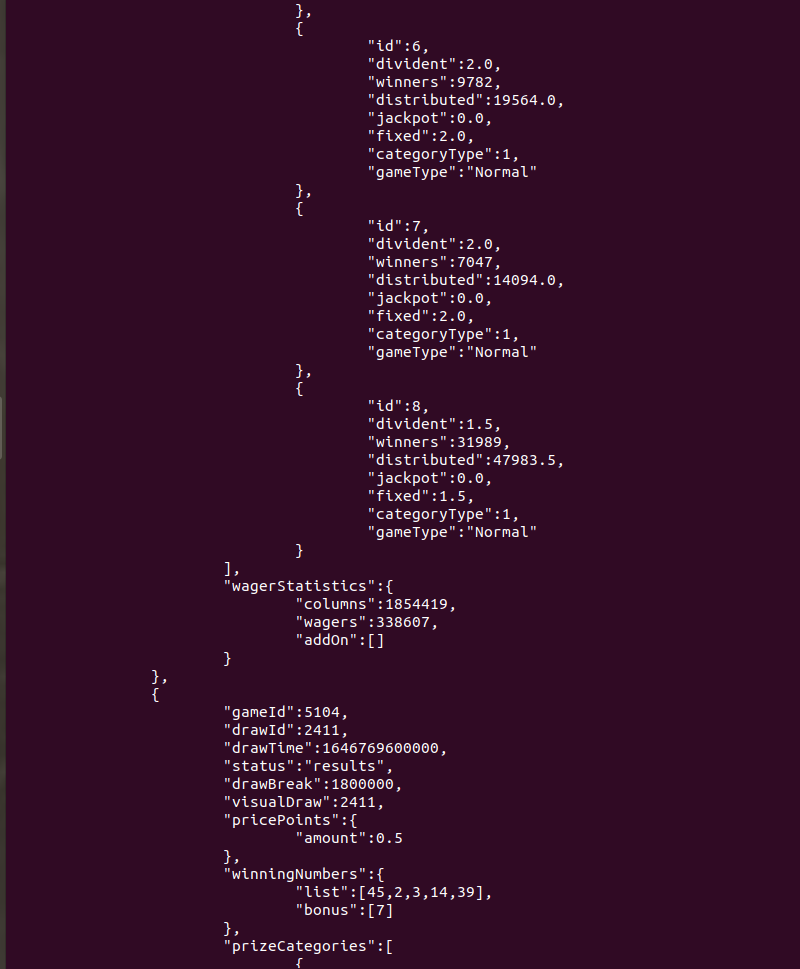 },
{
"id":6,
"divident":2.0,
"winners":9782,
"distributed":19564.0,
"jackpot":0.0,
"fixed":2.0,
"categoryType":1,
"gameType":"Normal"
},
{
"id":7,
"divident":2.0,
"winners":7047,
"distributed":14094.0,
"jackpot":0.0,
"fixed":2.0,
"categoryType":1,
"gameType":"Normal"
},
{
"id":8,
"divident":1.5,
"winners":31989,
"distributed":47983.5,
"jackpot":0.0,
"fixed":1.5,
"categoryType":1,
"gameType":"Normal"
}
],
"wagerStatistics":{
"columns":1854419,
"wagers":338607,
"addOn":[]
}
},
{
"gameId":5104,
"drawId":2411,
"drawTime":1646769600000,
"status":"results",
"drawBreak":1800000,
"visualDraw":2411,
"pricePoints":{
"amount":0.5
},
"winningNumbers":{
"list":[45,2,3,14,39],
"bonus":[7]
},
"prizeCategories":[
{